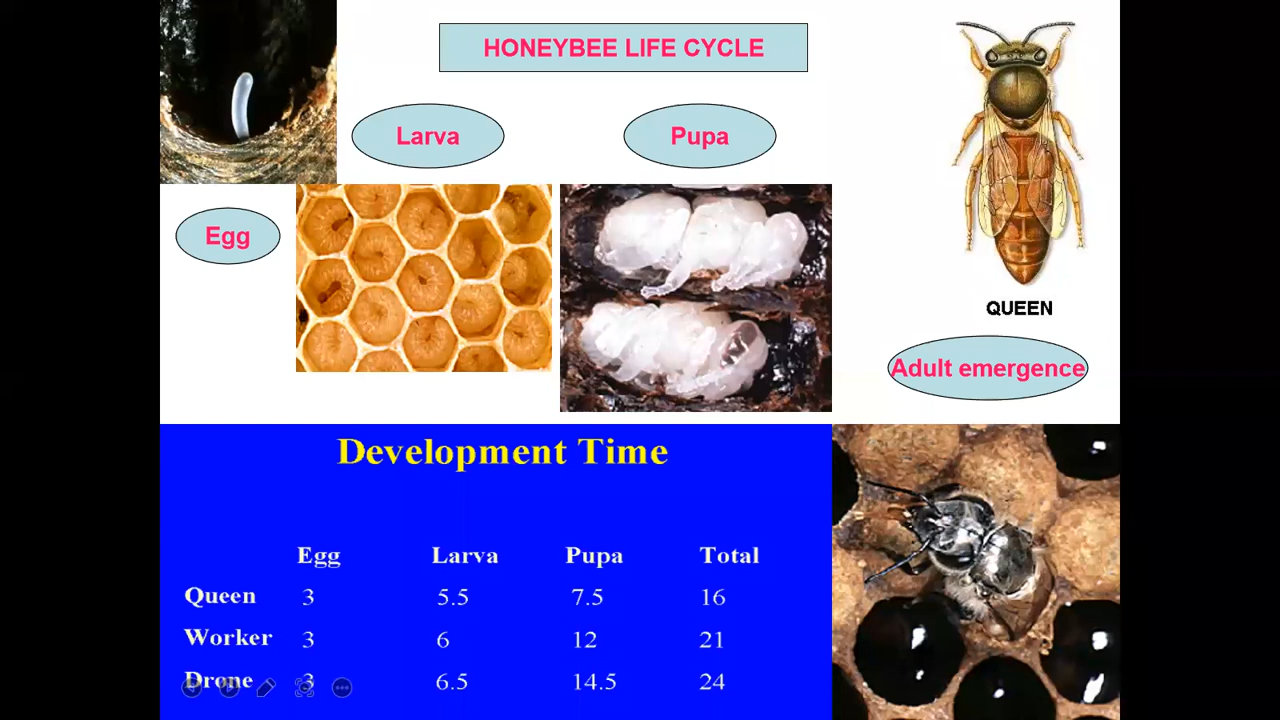 HONEYBEE LIFE CYCLE
Larva
Pupa
Egg
QUEEN
Adult emergence
Development Time
Egg Larva Pupa Total
Queen 3 5.5 7.5 16
Worker 3 6 12 21
Drone 3 6.5 14.5 24